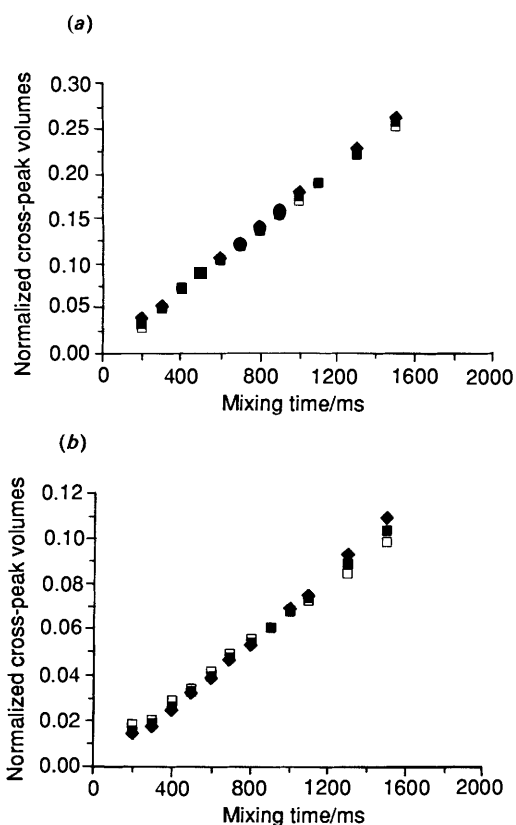 (a)
Normalized cross-peak volumes
0.30
0.25
0.20
0.15
0.10
0.05
0.00
0 400 800 1200 1600 2000
Mixing time/ms
(b)
Normalized cross-peak volumes
0.12
0.10
0.08
0.06
0.04
0.02
0.00
0 400 800 1200 1600 2000
Mixing time/ms